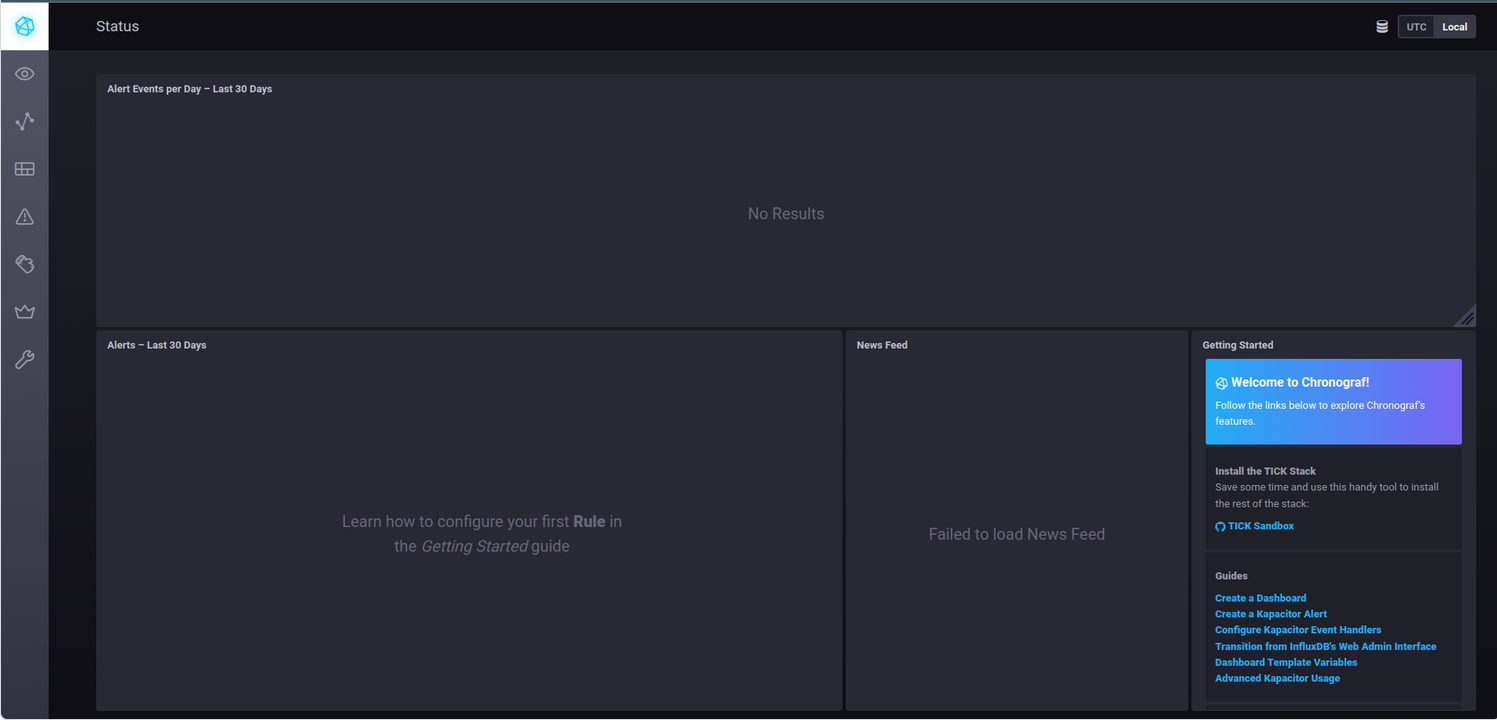 Status
UTC Local
Alert Events per Day – Last 30 Days
No Results
Alerts – Last 30 Days
Learn how to configure your first Rule in
the Getting Started guide
News Feed
Failed to load News Feed
Getting Started
Welcome to Chronograf!
Follow the links below to explore Chronograf's
features.
Install the TICK Stack
Save some time and use this handy tool to install
the rest of the stack:
TICK Sandbox
Guides
Create a Dashboard
Create a Kapacitor Alert
Configure Kapacitor Event Handlers
Transition from InfluxDB's Web Admin Interface
Dashboard Template Variables
Advanced Kapacitor Usage